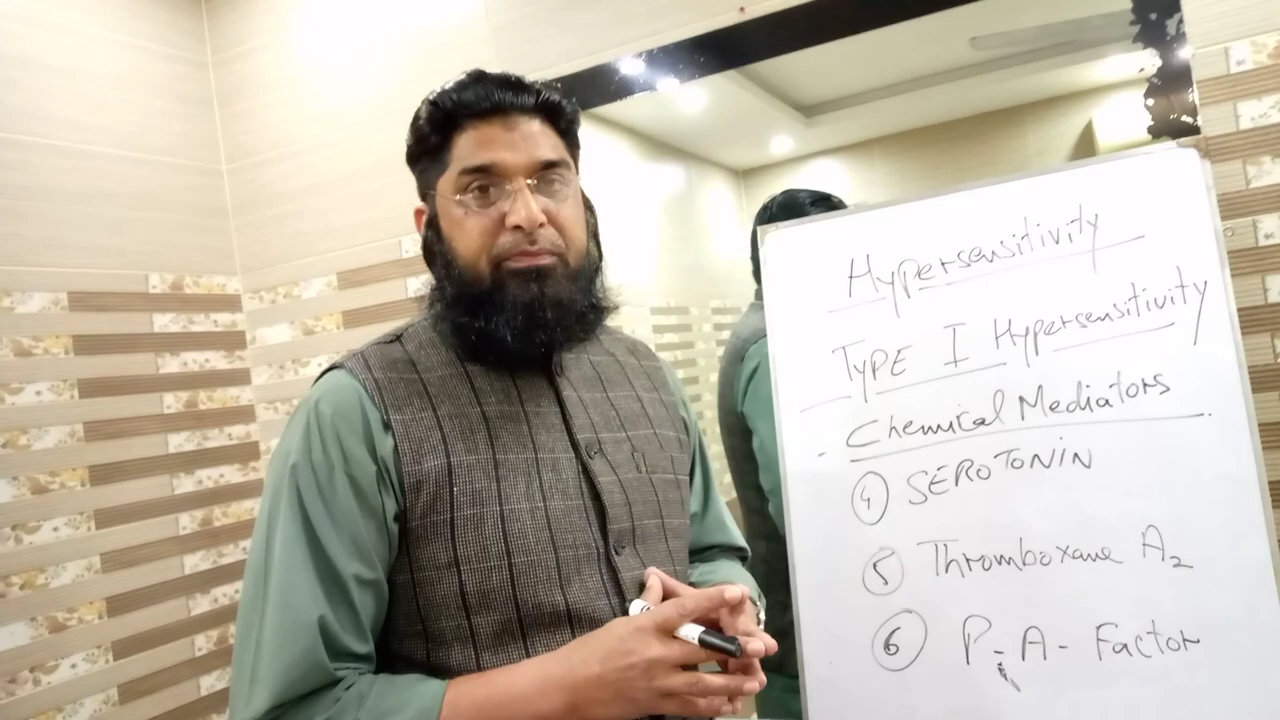 Hypersensitivity
TYPE I Hypersensitivity
Chemical Mediators
④ SEROTONIN
⑤ Thromboxane A₂
⑥ P-A-Factor